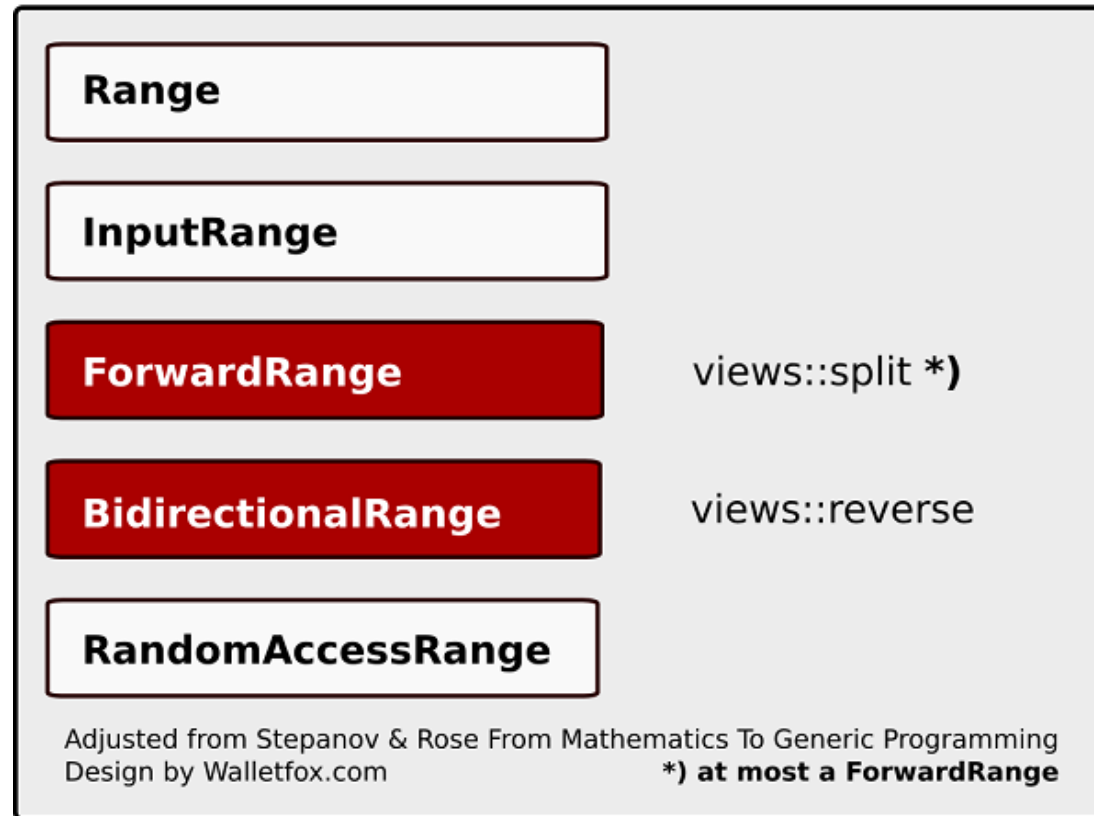 Range
InputRange
ForwardRange views::split *)
BidirectionalRange views::reverse
RandomAccessRange
Adjusted from Stepanov & Rose From Mathematics To Generic Programming
Design by Walletfox.com *) at most a ForwardRange